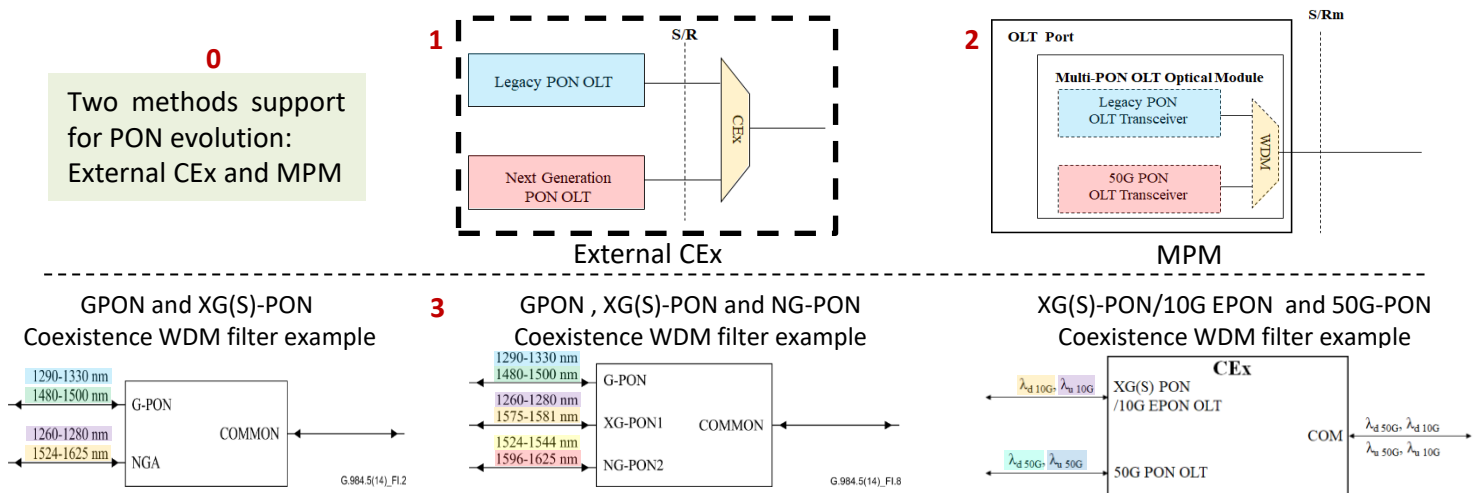 0
Two methods support
for PON evolution:
External CEx and MPM
1
S/R
Legacy PON OLT
CEx
Next Generation
PON OLT
External CEx
2
S/Rm
OLT Port
Multi-PON OLT Optical Module
Legacy PON
OLT Transceiver
WDM
50G PON
OLT Transceiver
MPM
GPON and XG(S)-PON
Coexistence WDM filter example
1290-1330 nm
1480-1500 nm
G-PON
COMMON
1260-1280 nm
1524-1625 nm
NGA
G.984.5(14)_FI.2
3
GPON , XG(S)-PON and NG-PON
Coexistence WDM filter example
1290-1330 nm
1480-1500 nm
G-PON
1260-1280 nm
1575-1581 nm
XG-PON1
COMMON
1524-1544 nm
1596-1625 nm
NG-PON2
G.984.5(14)_FI.8
XG(S)-PON/10G EPON and 50G-PON
Coexistence WDM filter example
CEx
λd 10G, λu 10G
XG(S) PON
/10G EPON OLT
COM
λd 50G, λd 10G
λu 50G, λu 10G
λd 50G, λu 50G
50G PON OLT